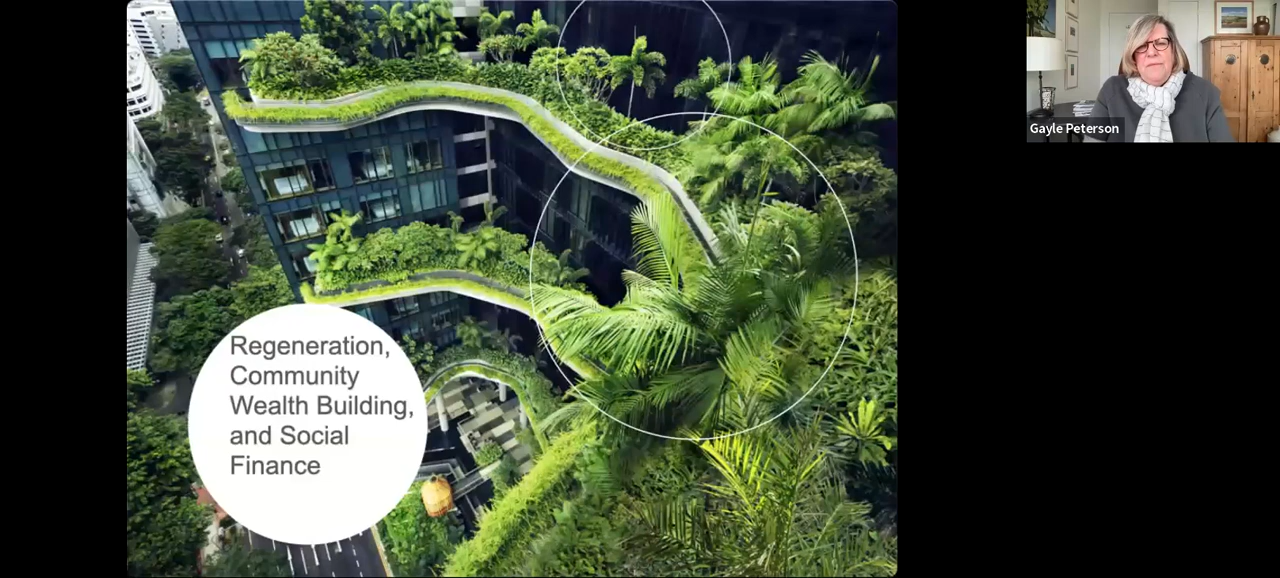 Regeneration,
Community
Wealth Building,
and Social
Finance
Gayle Peterson